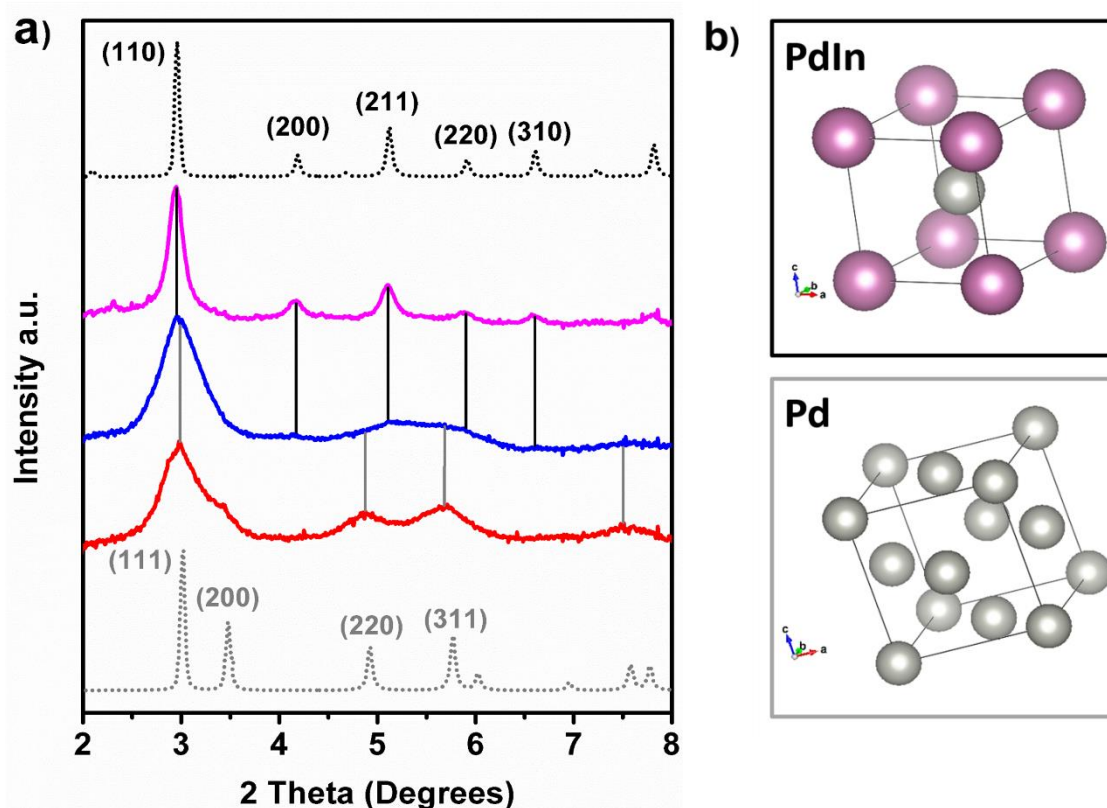 a)
(110)
(200)
(211)
(220)
(310)
(111)
(200)
(220)
(311)
Intensity a.u.
2 3 4 5 6 7 8
2 Theta (Degrees)
b)
PdIn
c
b
a
Pd
c
b
a